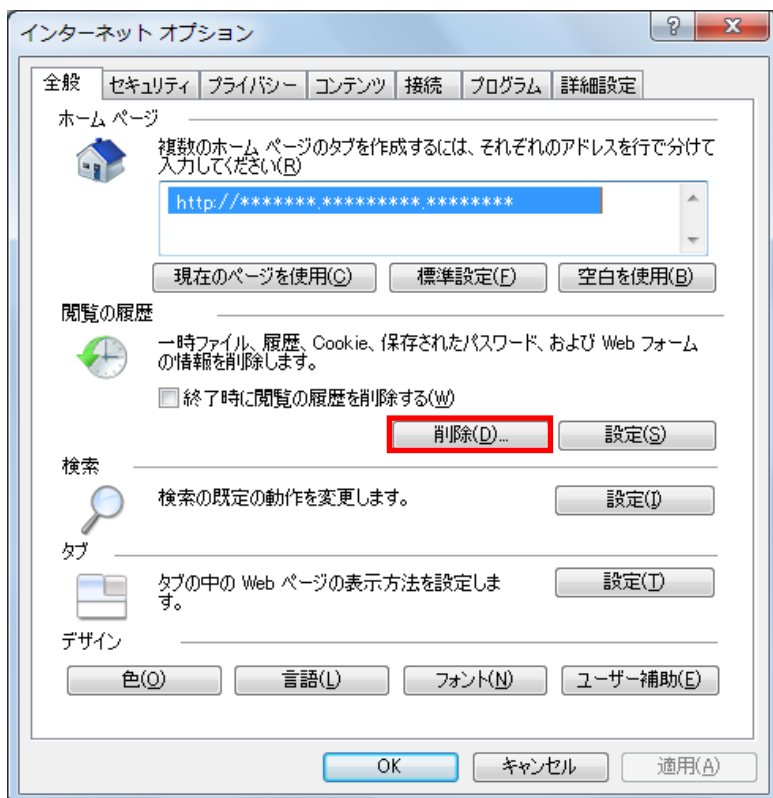 インターネット オプション
全般 セキュリティ プライバシー コンテンツ 接続 プログラム 詳細設定
ホーム ページ
複数のホーム ページのタブを作成するには、それぞれのアドレスを行で分けて
入力してください(R)
http://*******.*********.********
現在のページを使用(C) 標準設定(F) 空白を使用(B)
閲覧の履歴
一時ファイル、履歴、Cookie、保存されたパスワード、および Web フォーム
の情報を削除します。
終了時に閲覧の履歴を削除する(W)
削除(D)... 設定(S)
検索
検索の既定の動作を変更します。
設定(I)
タブ
タブの中の Web ページの表示方法を設定しま
す。
設定(T)
デザイン
色(O) 言語(L) フォント(N) ユーザー補助(E)
OK キャンセル 適用(A)